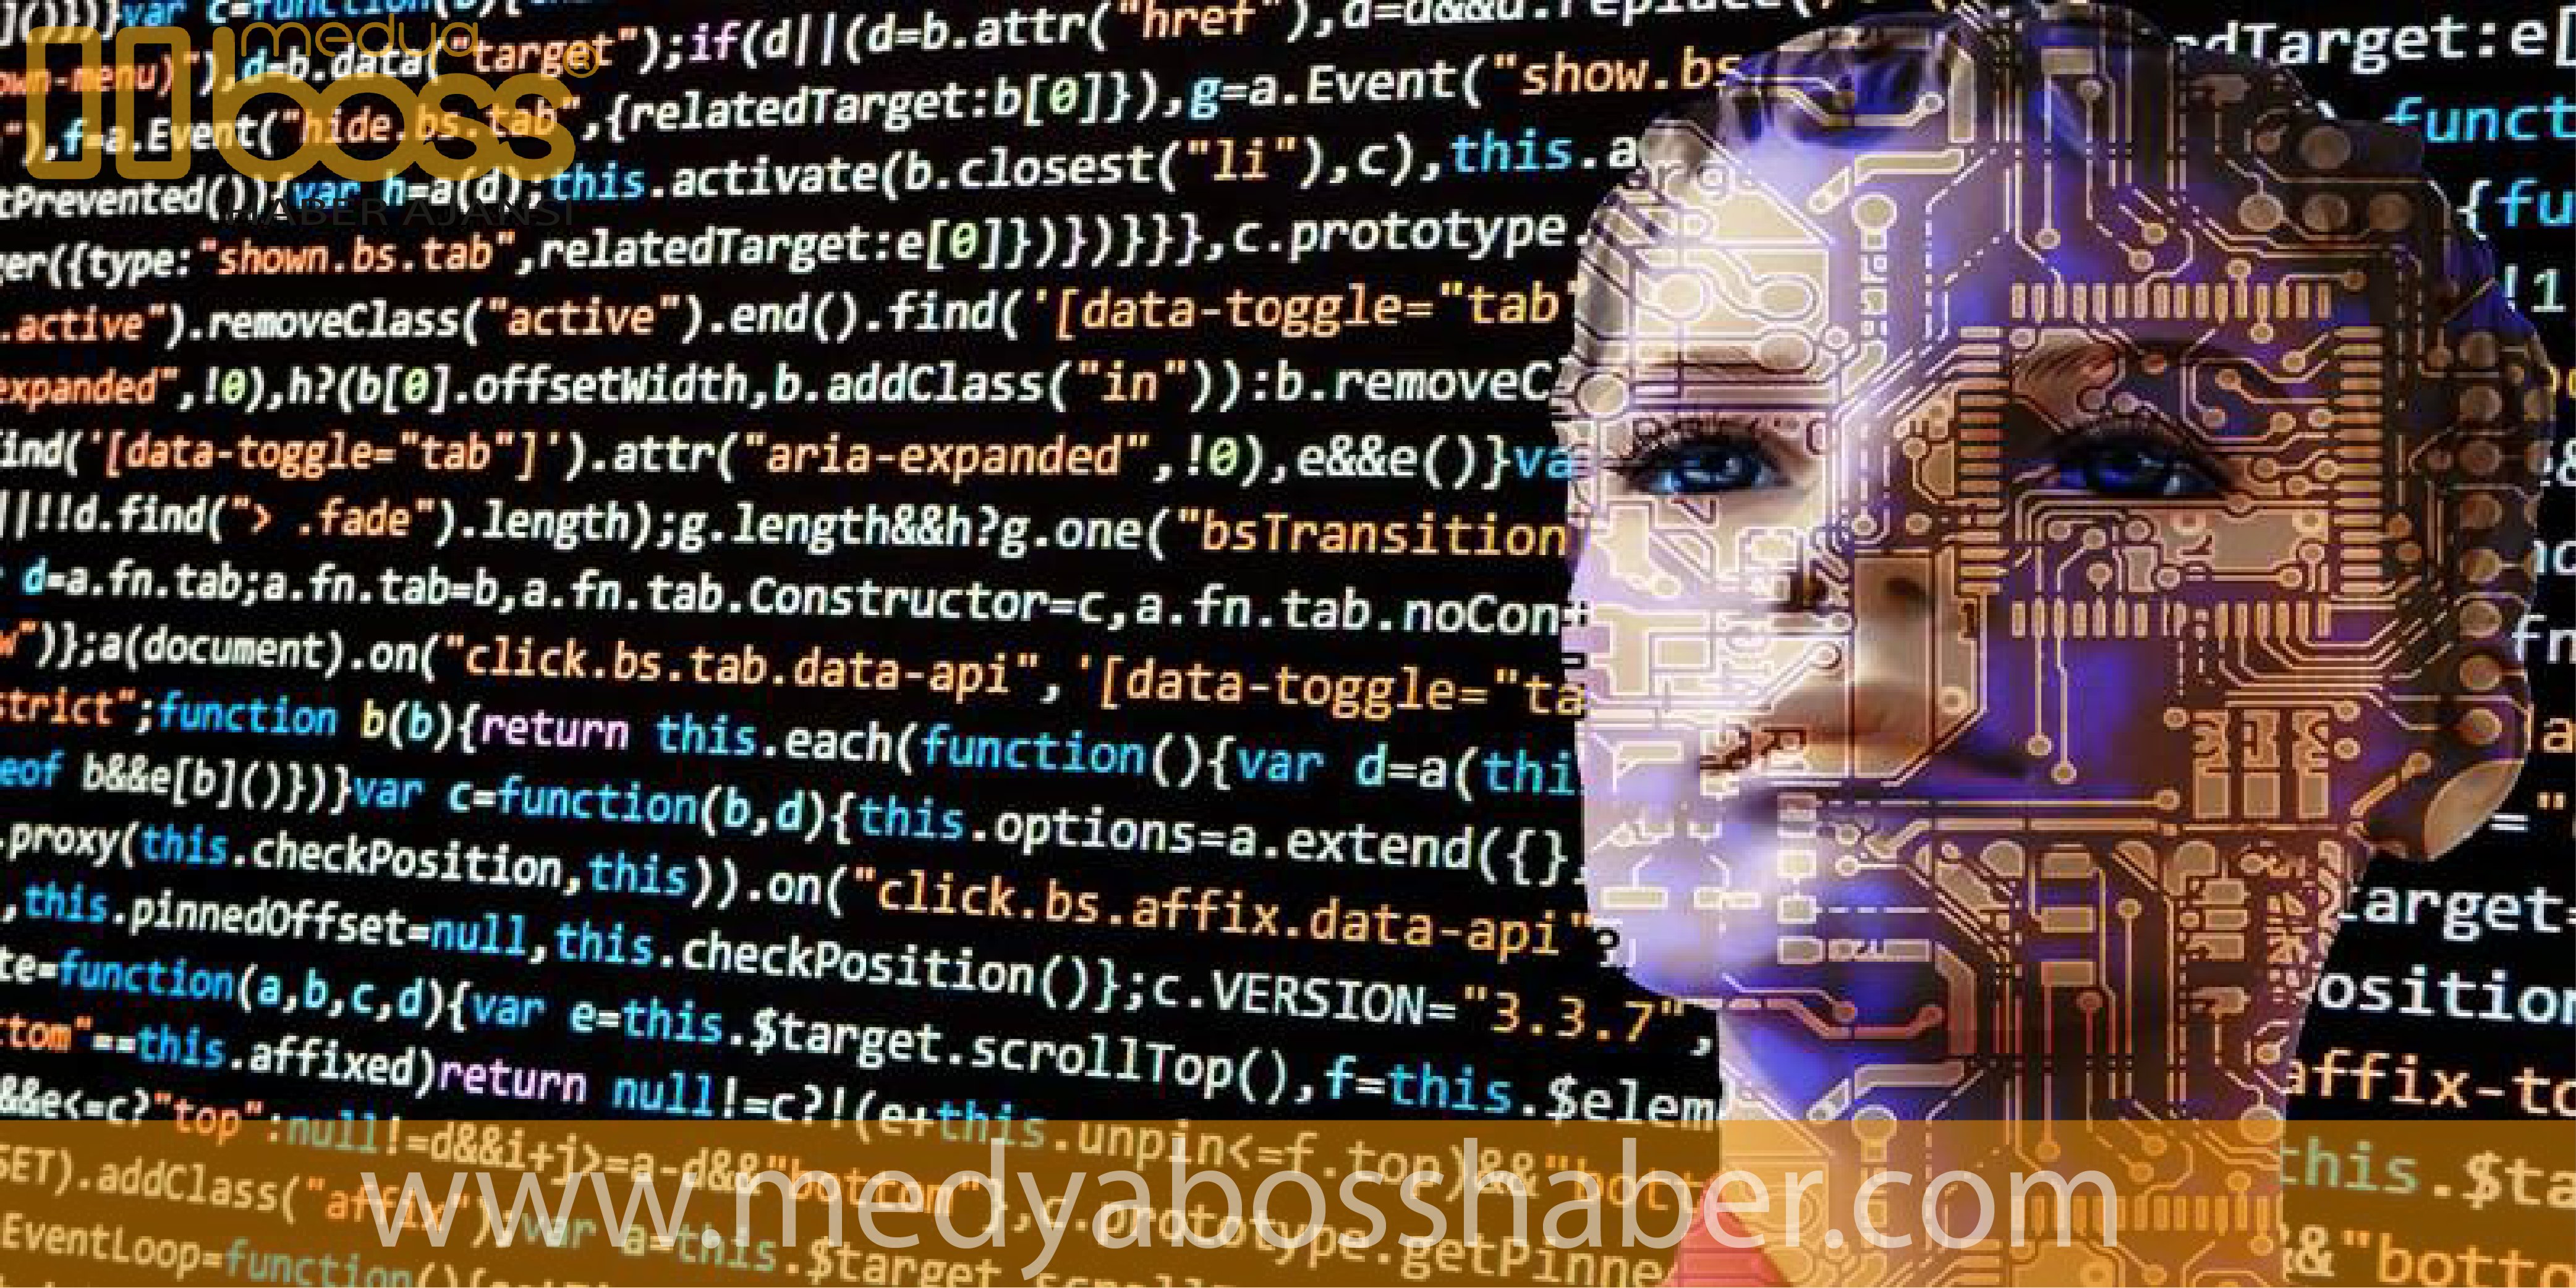 medya
boss®
HABER AJANSI
]()})}var c=function(b){
own-menu)"),d=b.data("target");if(d||(d=b.attr("href"),d=d&&d.replace(
"),f=a.Event("hide.bs.tab",{relatedTarget:b[0]}),g=a.Event("show.bs
dTarget:e[
tPrevented()){var h=a(d);this.activate(b.closest("li"),c),this.a
funct
ger({type:"shown.bs.tab",relatedTarget:e[0]})})}}},c.prototype.
{fu
.active").removeClass("active").end().find('[data-toggle="tab"
!1
expanded",!0),h?(b[0].offsetWidth,b.addClass("in")):b.removeC
ind('[data-toggle="tab"]').attr("aria-expanded",!0),e&&e()}va
||!!d.find("> .fade").length);g.length&&h?g.one("bsTransition
d=a.fn.tab;a.fn.tab=b,a.fn.tab.Constructor=c,a.fn.tab.noCon
fn
w")};a(document).on("click.bs.tab.data-api",'[data-toggle="ta
strict";function b(b){return this.each(function(){var d=a(thi
eof b&&e[b]()})}var c=function(b,d){this.options=a.extend({}
="
.proxy(this.checkPosition,this)).on("click.bs.affix.data-api"
target
,this.pinnedOffset=null,this.checkPosition()};c.VERSION="3.3.7",
osition
te=function(a,b,c,d){var e=this.$target.scrollTop(),f=this.$elem
affix-to
ttom"==this.affixed)return null!=c?!(e+this.unpin<=f.top)&&"bott
this.$ta
&&e<=c?"top":null!=d&&i+j>=a-d&&"bottom"},c.prototype.getPinne
&&"botto
SET).addClass("affix");var a=this.$target
EventLoop=function(){
www.medyabosshaber.com